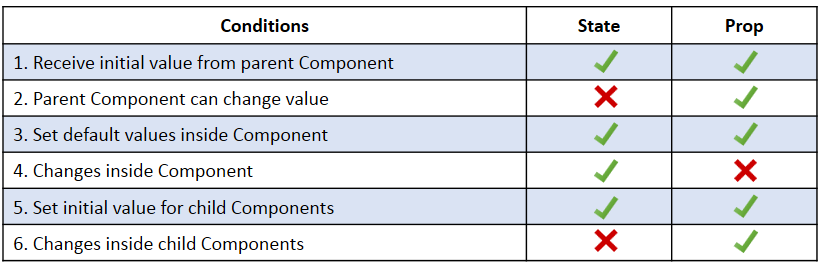 Conditions State Prop
1. Receive initial value from parent Component ✓ ✓
2. Parent Component can change value ✗ ✓
3. Set default values inside Component ✓ ✓
4. Changes inside Component ✓ ✗
5. Set initial value for child Components ✓ ✓
6. Changes inside child Components ✗ ✓